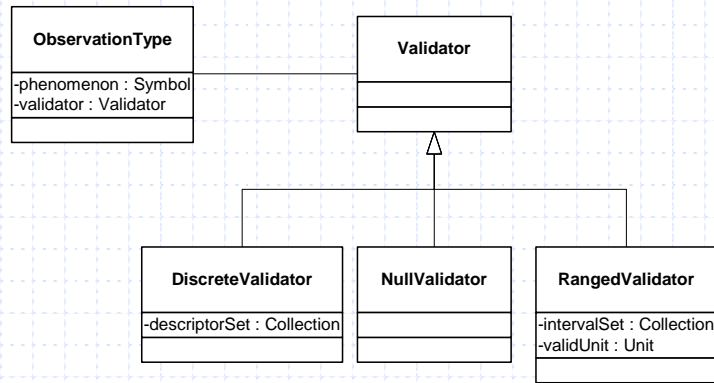 ObservationType
-phenomenon : Symbol
-validator : Validator
Validator
DiscreteValidator
-descriptorSet : Collection
NullValidator
RangedValidator
-intervalSet : Collection
-validUnit : Unit